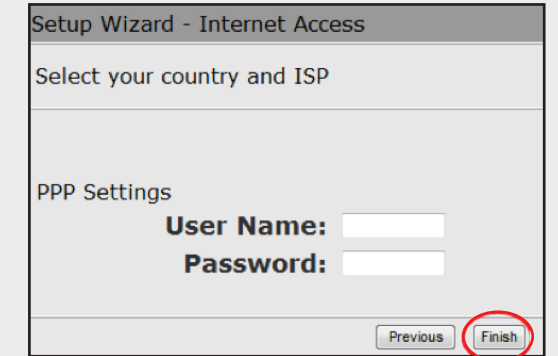 Setup Wizard - Internet Access
Select your country and ISP
PPP Settings
User Name:
Password:
Previous Finish